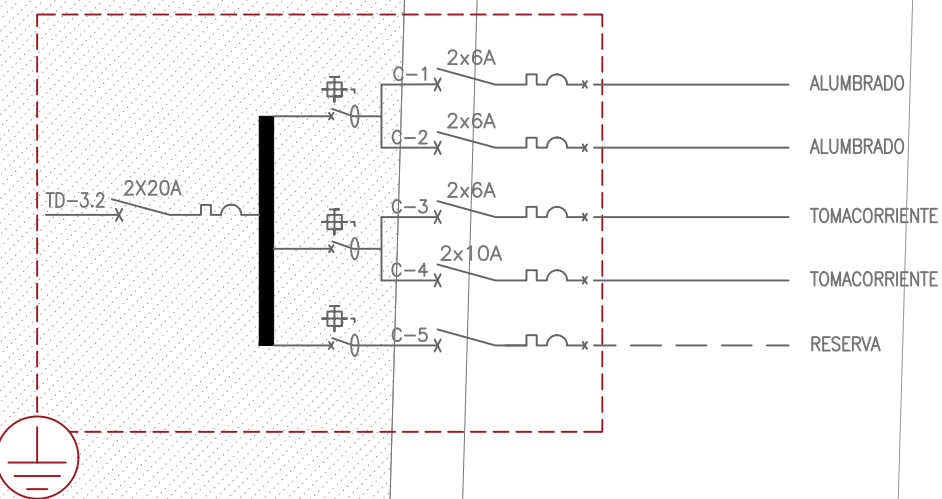 2x6A
C-1
ALUMBRADO
2x6A
C-2
ALUMBRADO
TD-3.2
2X20A
2x6A
C-3
TOMACORRIENTE
2x10A
C-4
TOMACORRIENTE
C-5
RESERVA